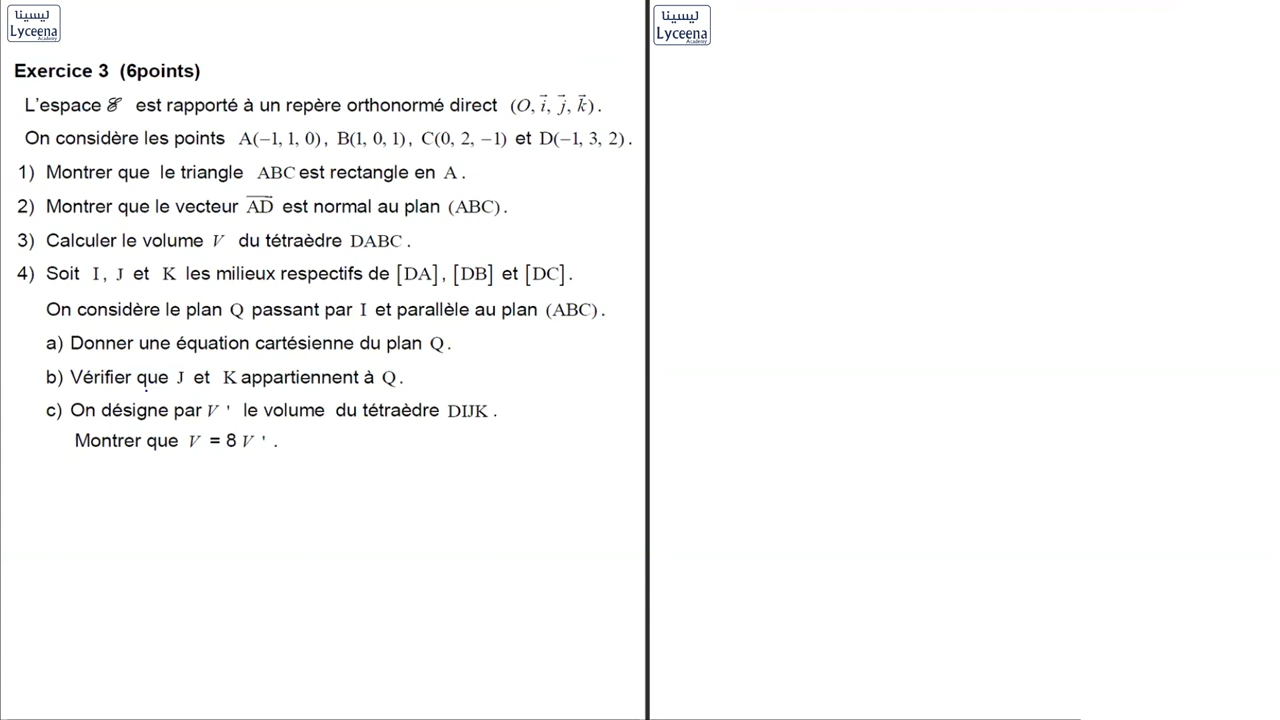 ليسينا
Lyceena
Academy
ليسينا
Lyceena
Academy
Exercice 3 (6points)
L'espace ℰ est rapporté à un repère orthonormé direct (O, i⃗, j⃗, k⃗).
On considère les points A(−1, 1, 0), B(1, 0, 1), C(0, 2, −1) et D(−1, 3, 2).
1) Montrer que le triangle ABC est rectangle en A.
2) Montrer que le vecteur A͞D͞ est normal au plan (ABC).
3) Calculer le volume V du tétraèdre DABC.
4) Soit I, J et K les milieux respectifs de [DA], [DB] et [DC].
On considère le plan Q passant par I et parallèle au plan (ABC).
a) Donner une équation cartésienne du plan Q.
b) Vérifier que J et K appartiennent à Q.
c) On désigne par V ' le volume du tétraèdre DIJK.
Montrer que V = 8 V ' .